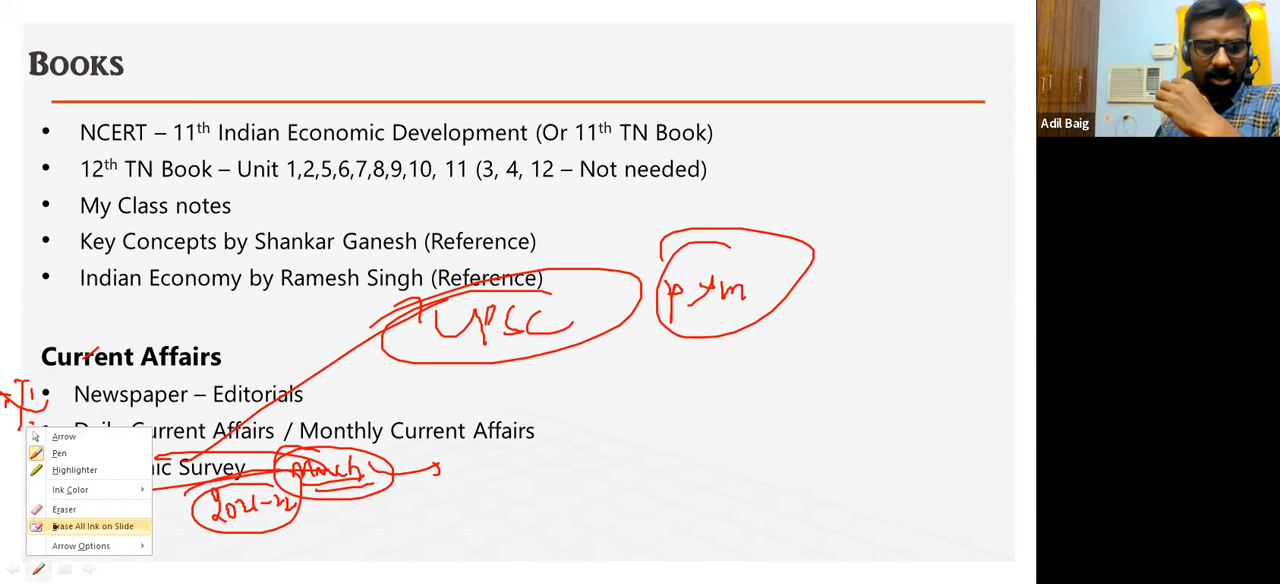 BOOKS
• NCERT – 11th Indian Economic Development (Or 11th TN Book)
• 12th TN Book – Unit 1,2,5,6,7,8,9,10, 11 (3, 4, 12 – Not needed)
• My Class notes
• Key Concepts by Shankar Ganesh (Reference)
• Indian Economy by Ramesh Singh (Reference)
UPSC
Current Affairs
• Newspaper – Editorials
Current Affairs / Monthly Current Affairs
Survey
2021-22
Arrow
Pen
Highlighter
Ink Color
Eraser
Erase All Ink on Slide
Arrow Options
Adil Baig